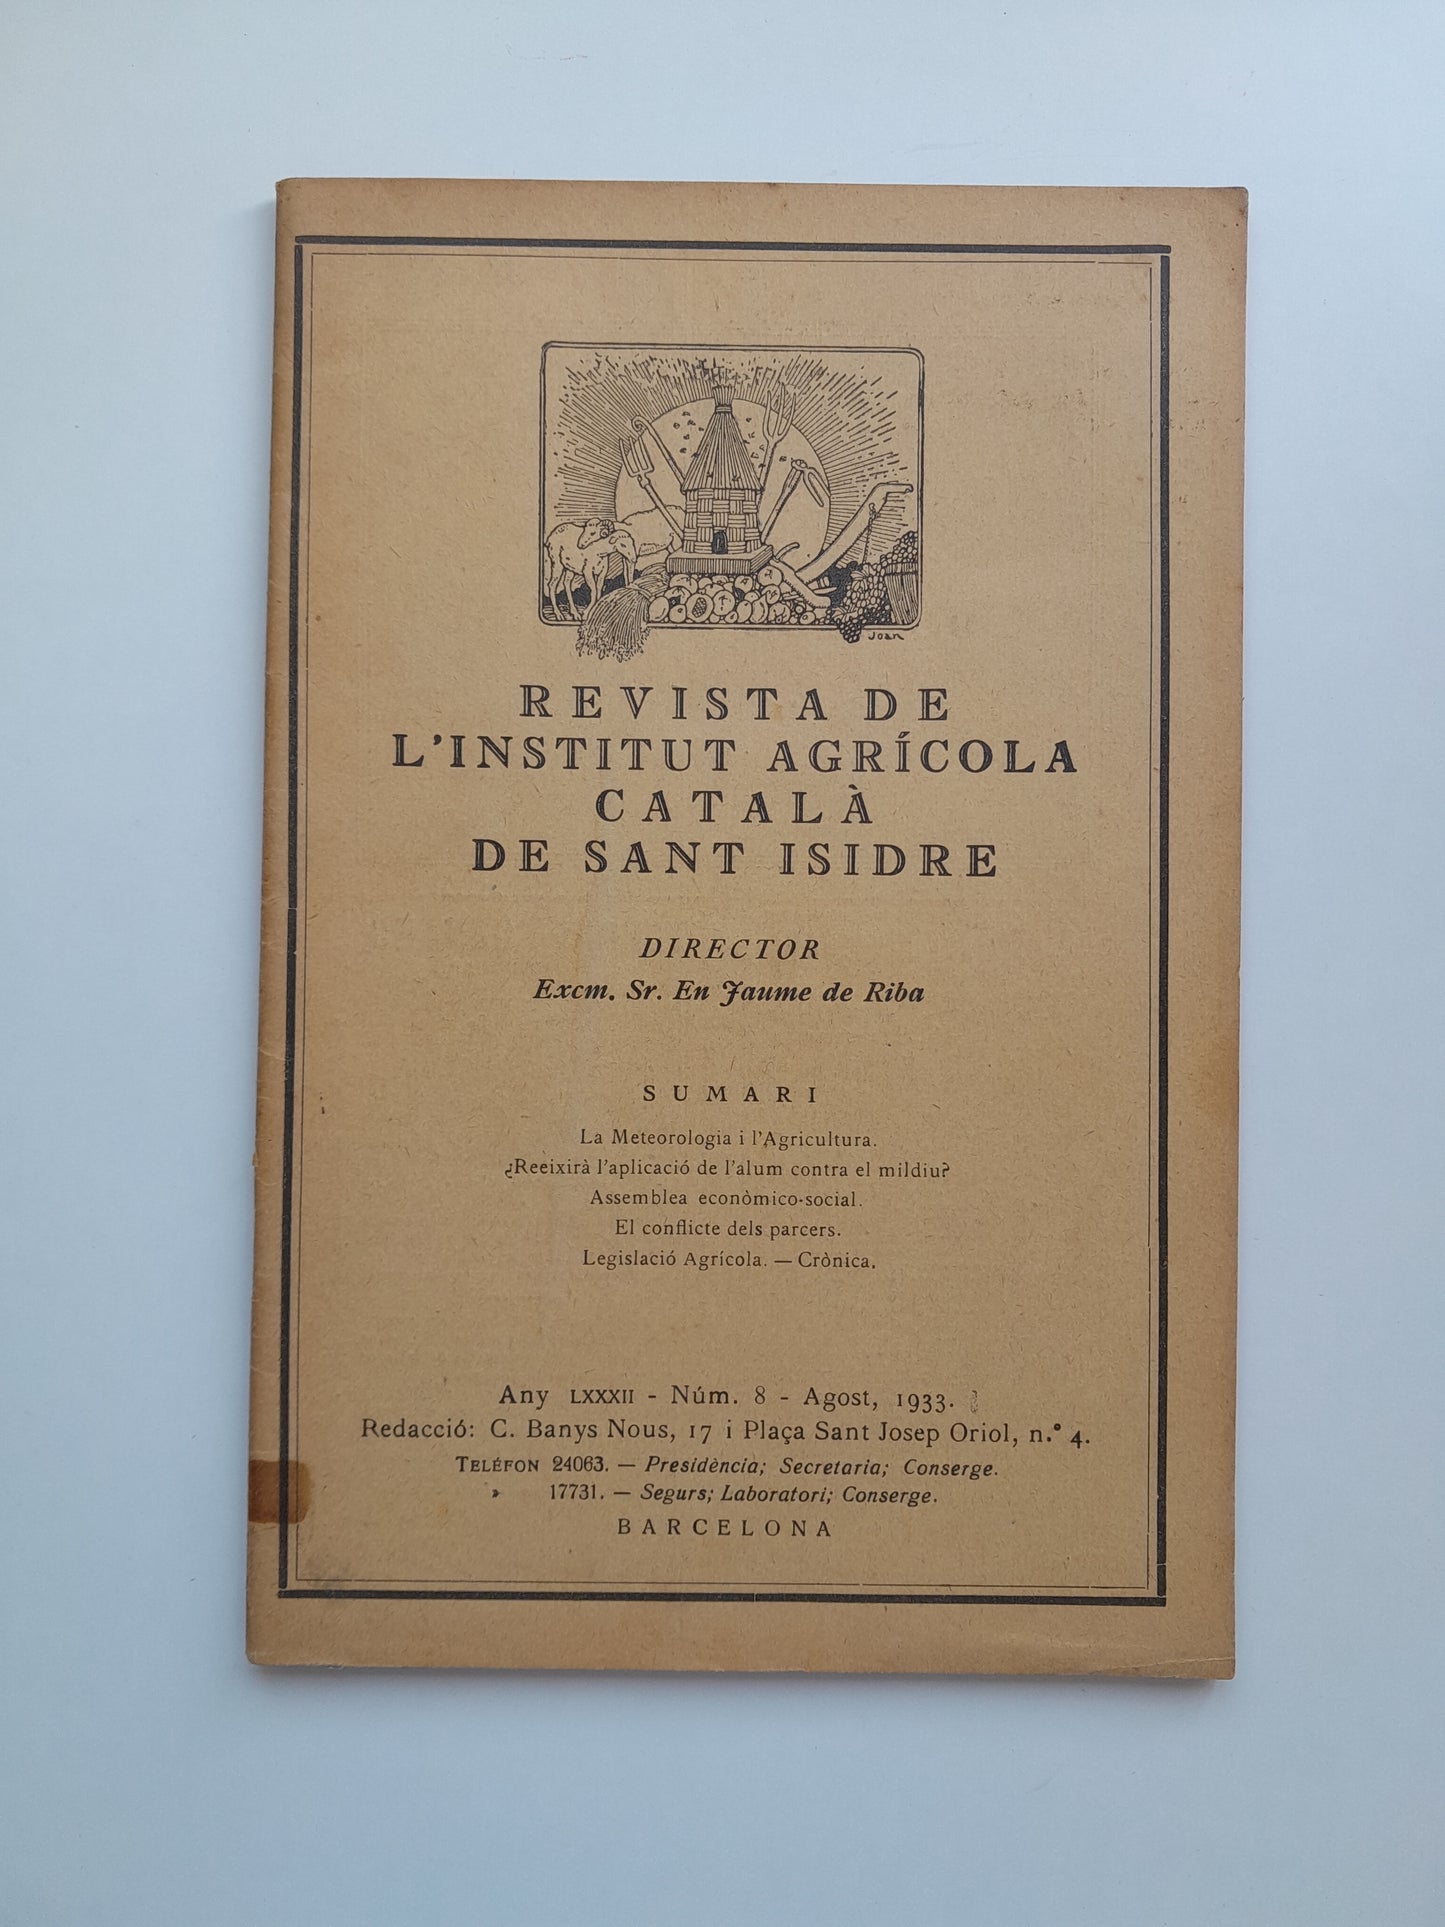 Joan
REVISTA DE
L'INSTITUT AGRÍCOLA
CATALÀ
DE SANT ISIDRE
DIRECTOR
Excm. Sr. En Jaume de Riba
SUMARI
La Meteorologia i l'Agricultura.
¿Reeixirà l'aplicació de l'alum contra el mildiu?
Assemblea econòmico-social.
El conflicte dels parcers.
Legislació Agrícola. — Crònica.
Any LXXXII - Núm. 8 - Agost, 1933.
Redacció: C. Banys Nous, 17 i Plaça Sant Josep Oriol, n.º 4.
TELÉFON 24063. — Presidència; Secretaria; Conserge.
» 17731. — Segurs; Laboratori; Conserge.
BARCELONA